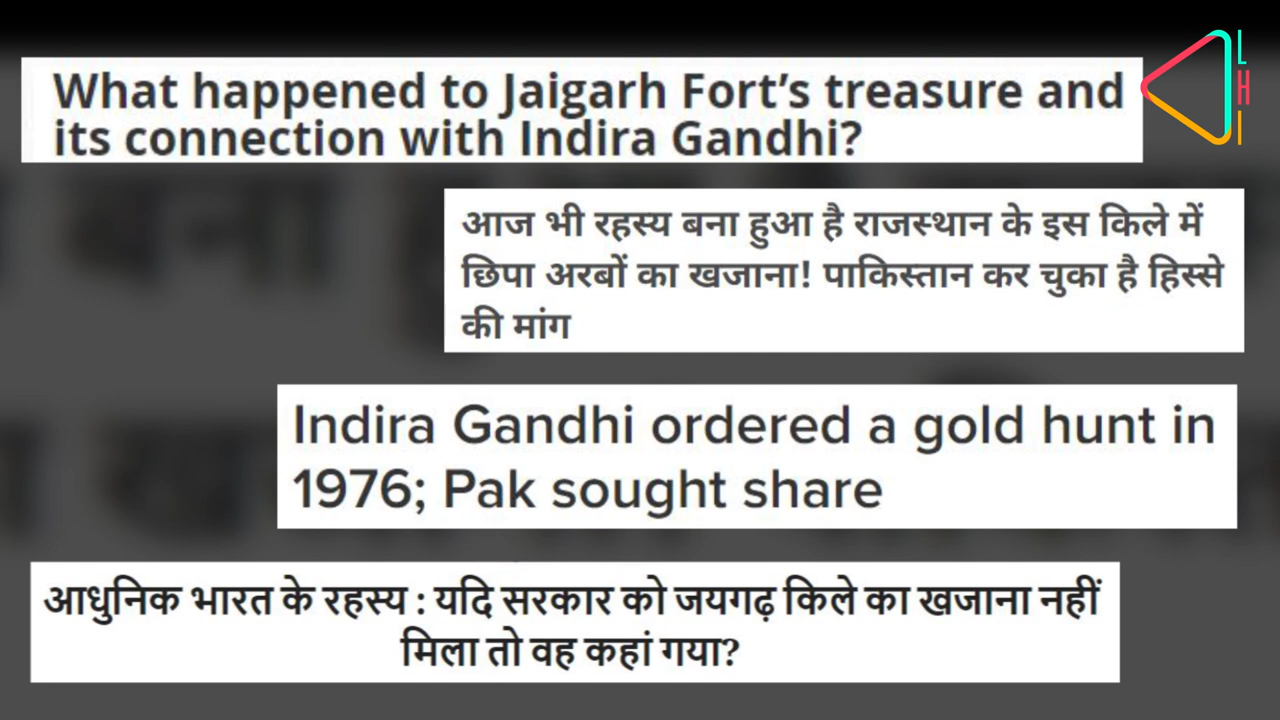 What happened to Jaigarh Fort’s treasure and
its connection with Indira Gandhi?
LHI
आज भी रहस्य बना हुआ है राजस्थान के इस किले में
छिपा अरबों का खजाना! पाकिस्तान कर चुका है हिस्से
की मांग
Indira Gandhi ordered a gold hunt in
1976; Pak sought share
आधुनिक भारत के रहस्य : यदि सरकार को जयगढ़ किले का खजाना नहीं
मिला तो वह कहां गया?